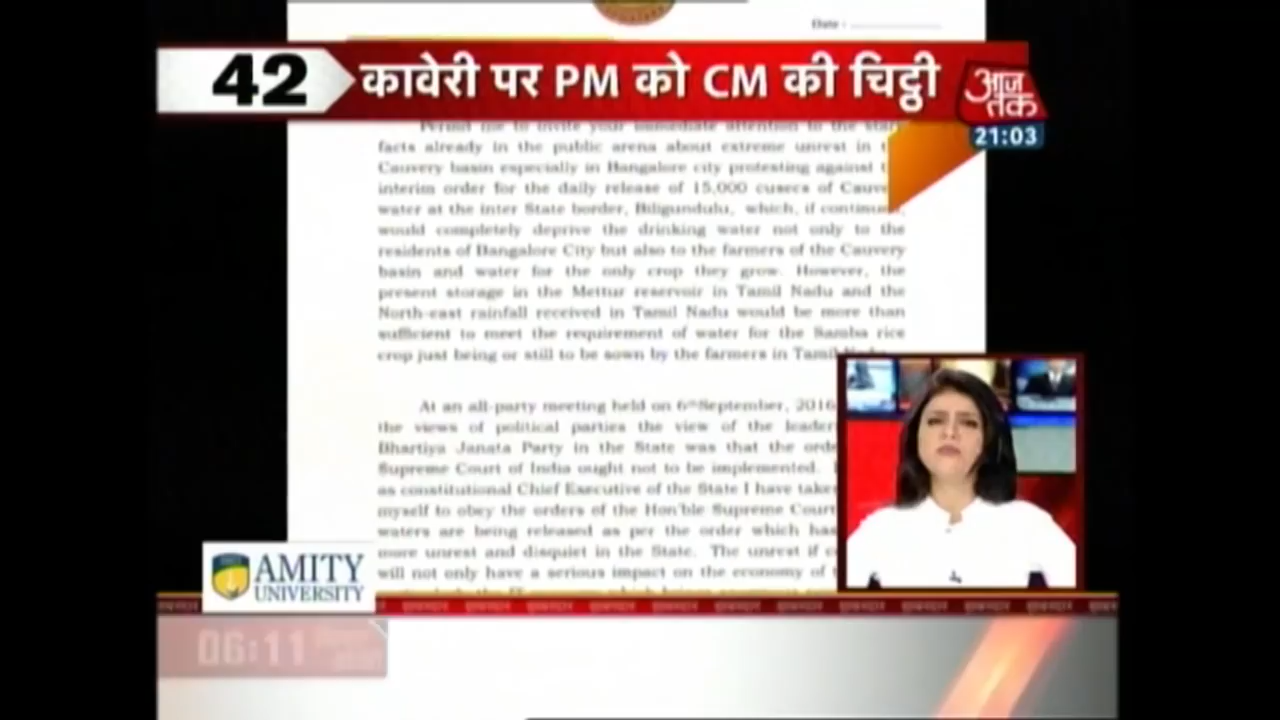 Date :
42
कावेरी पर PM को CM की चिट्ठी
आज
तक
21:03
Permit me to invite your immediate attention to the
facts already in the public arena about extreme unrest in
Cauvery basin especially in Bangalore city protesting against
interim order for the daily release of 15,000 cusecs of
water at the inter State border, Biligundulu, which, if
would completely deprive the drinking water not only to the
residents of Bangalore City but also to the farmers of the Cauvery
basin and water for the only crop they grow. However, the
present storage in the Mettur reservoir in Tamil Nadu and the
North-east rainfall received in Tamil Nadu would be more than
sufficient to meet the requirement of water for the Samba rice
crop just being or still to be sown by the farmers in Tamil
At an all-party meeting held on 6th September, 2016
the views of political parties the view of the
Bhartiya Janata Party in the State was that the
Supreme Court of India ought not to be implemented.
as constitutional Chief Executive of the State I have
myself to obey the orders of the Hon'ble Supreme Court
waters are being released as per the order which has
more unrest and disquiet in the State. The unrest if
will not only have a serious impact on the economy of
AMITY
UNIVERSITY
06:11